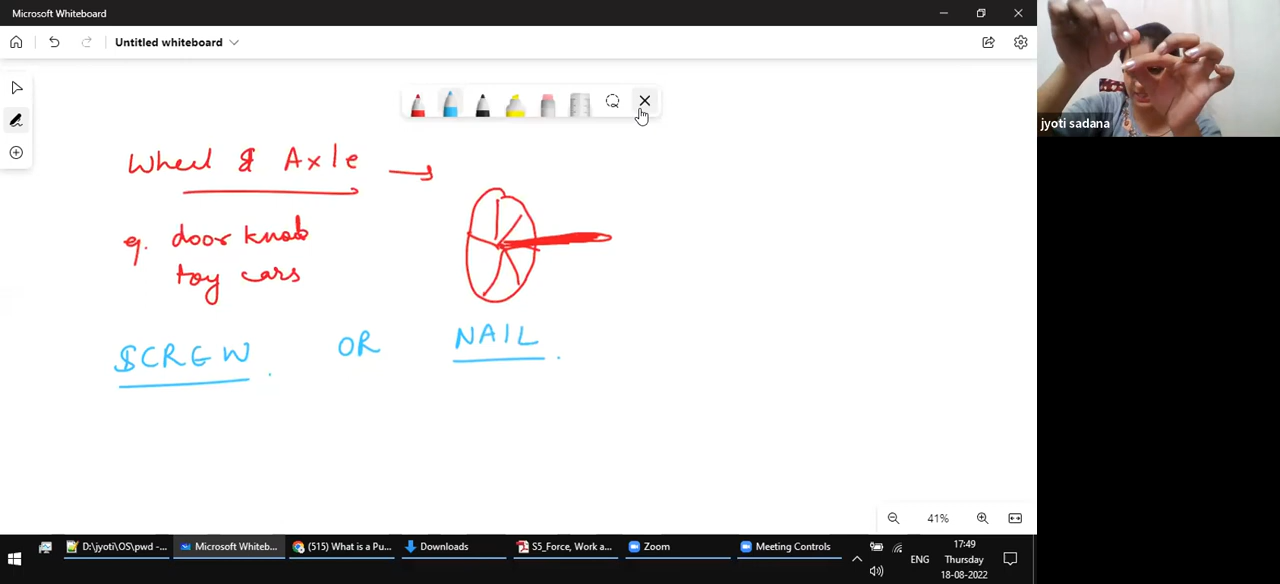 Microsoft Whiteboard
Untitled whiteboard
jyoti sadana
Wheel & Axle →
eg. door knob
toy cars
SCREW . OR NAIL .
41%
D:\jyoti\OS\pwd -...
Microsoft Whiteb...
(515) What is a Pu...
Downloads
S5_Force, Work a...
Zoom
Meeting Controls
ENG
17:49
Thursday
18-08-2022